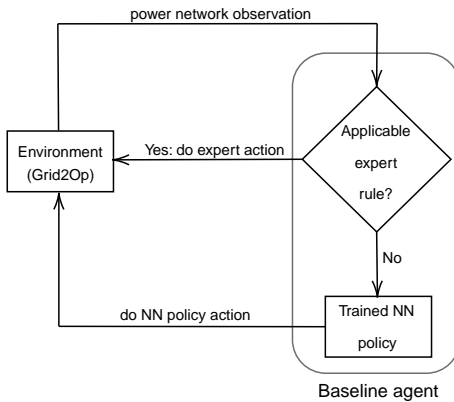 power network observation
Applicable
expert
rule?
Yes: do expert action
Environment
(Grid2Op)
No
do NN policy action
Trained NN
policy
Baseline agent